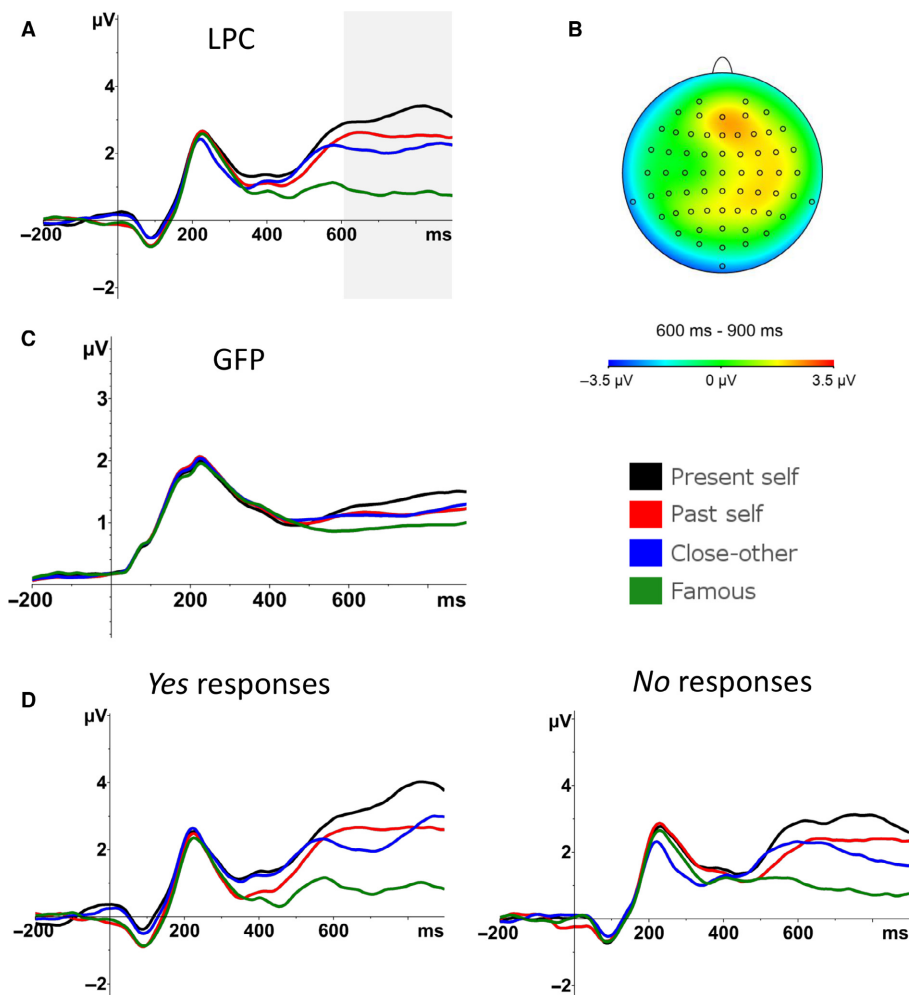 A
µV
LPC
4
2
−200
200
400
600
ms
−2
B
600 ms - 900 ms
−3.5 µV
0 µV
3.5 µV
C
µV
GFP
3
2
1
−200
200
400
600
ms
Present self
Past self
Close-other
Famous
D
Yes responses
µV
4
2
−200
200
400
600
ms
−2
No responses
µV
4
2
−200
200
400
600
ms
−2